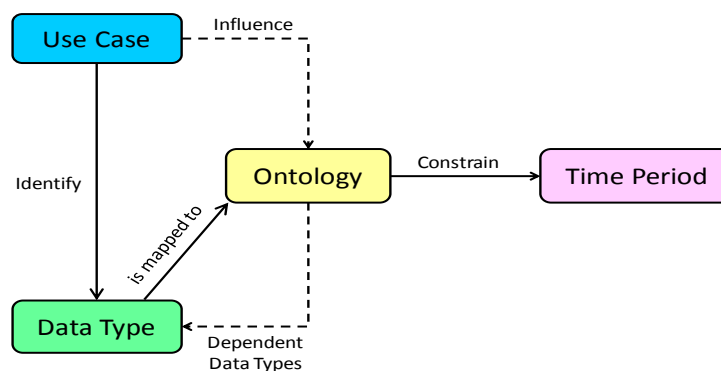 Use Case
Influence
Identify
Ontology
Constrain
Time Period
is mapped to
Data Type
Dependent
Data Types